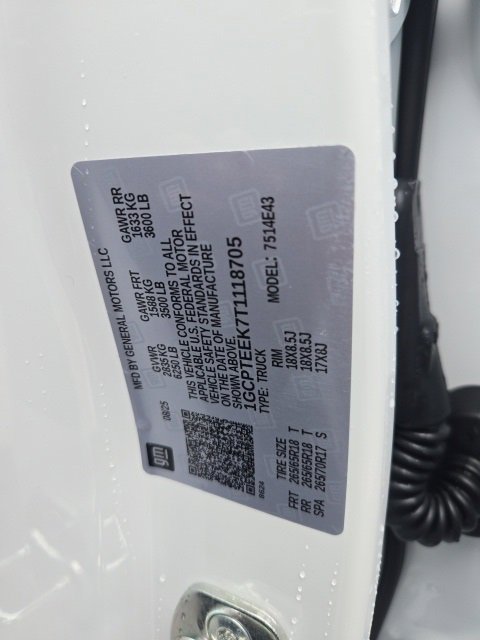 MFD BY GENERAL MOTORS LLC
08/25
GVWR
2835 KG
6250 LB
GAWR FRT
1588 KG
3500 LB
GAWR RR
1633 KG
3600 LB
THIS VEHICLE CONFORMS TO ALL
APPLICABLE U.S. FEDERAL MOTOR
VEHICLE SAFETY STANDARDS IN EFFECT
ON THE DATE OF MANUFACTURE
SHOWN ABOVE.
1GCPTEEK7T1118705
TYPE: TRUCK
MODEL: 7514E43
TIRE SIZE RIM
FRT 265/65R18 T 18X8.5J
RR 265/65R18 T 18X8.5J
SPA 265/70R17 S 17X8J
gm